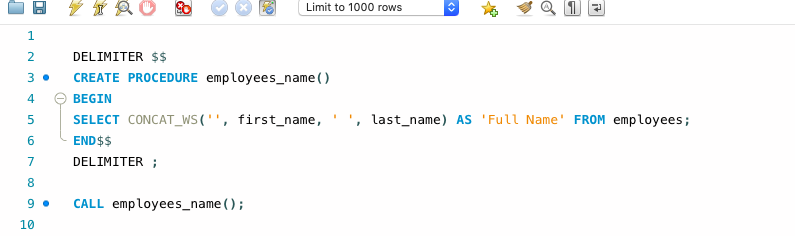 Limit to 1000 rows
1
2 DELIMITER $$
3 CREATE PROCEDURE employees_name()
4 BEGIN
5 SELECT CONCAT_WS('', first_name, ' ', last_name) AS 'Full Name' FROM employees;
6 END$$
7 DELIMITER ;
8
9 CALL employees_name();
10